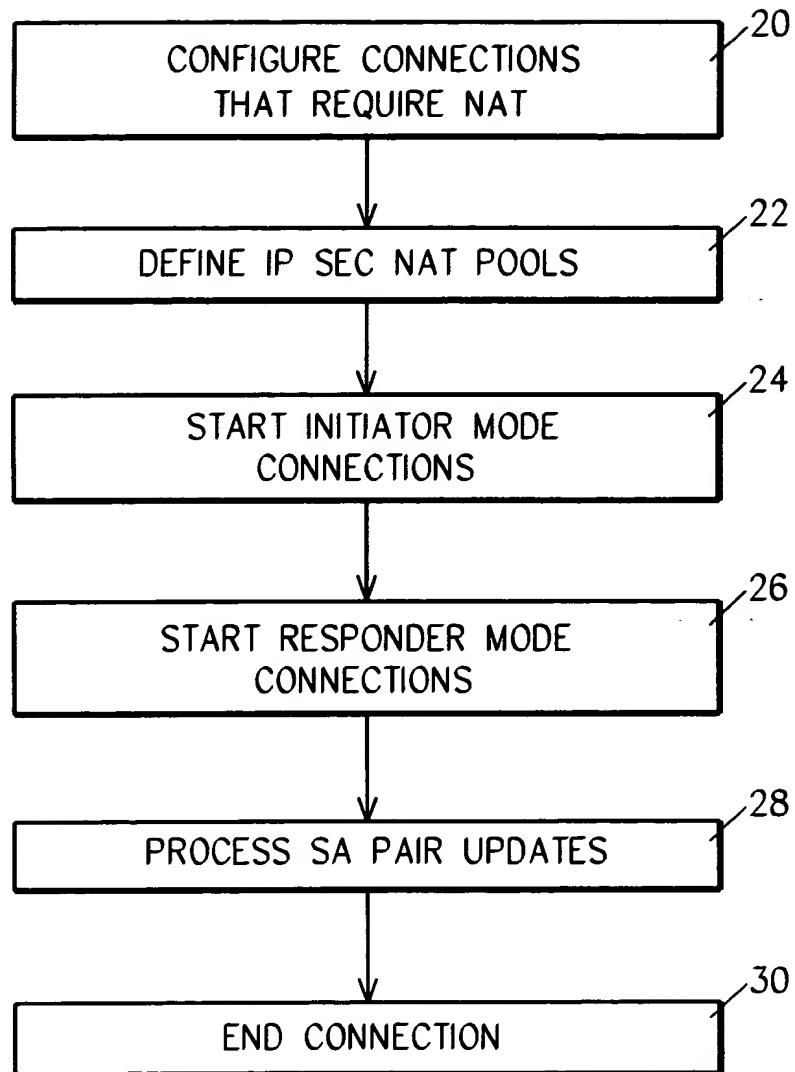 20
CONFIGURE CONNECTIONS
THAT REQUIRE NAT
22
DEFINE IP SEC NAT POOLS
24
START INITIATOR MODE
CONNECTIONS
26
START RESPONDER MODE
CONNECTIONS
28
PROCESS SA PAIR UPDATES
30
END CONNECTION